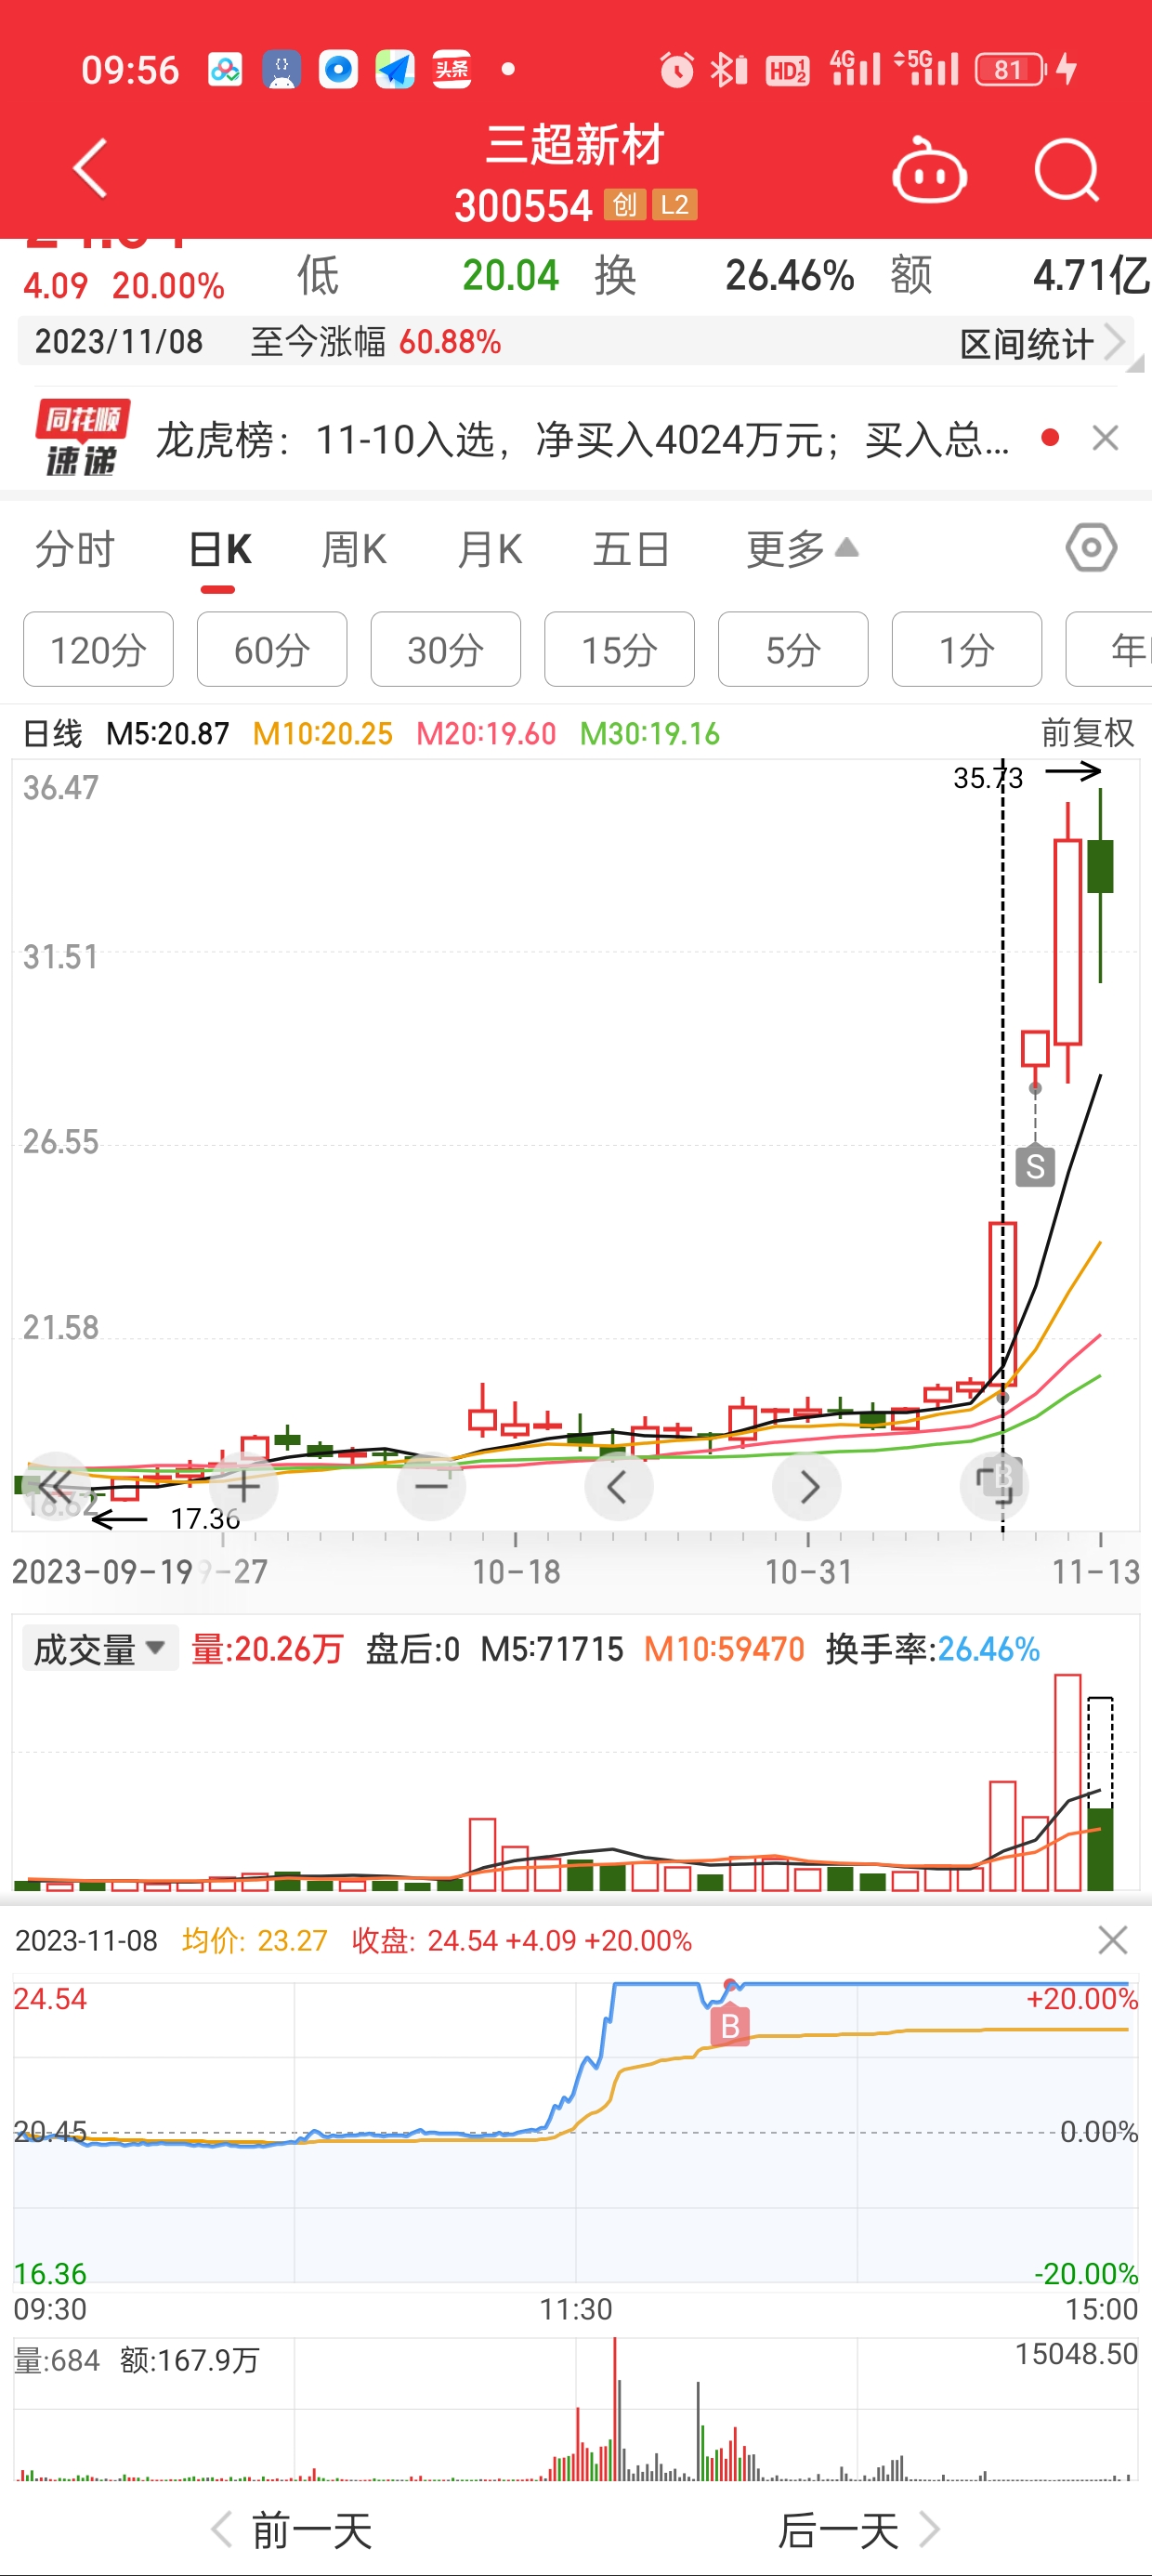 09:56 头条 HD 1 2 4G 5G 81
三超新材
300554 创 L2
4.09 20.00% 低 20.04 换 26.46% 额 4.71亿
2023/11/08 至今涨幅 60.88% 区间统计
同花顺
速递
龙虎榜：11-10入选，净买入4024万元；买入总...
分时 日K 周K 月K 五日 更多
120分 60分 30分 15分 5分 1分 年
日线 M5:20.87 M10:20.25 M20:19.60 M30:19.16 前复权
36.47
35.73
31.51
26.55
S
21.58
B
17.36
2023-09-19 9-27 10-18 10-31 11-13
成交量 量:20.26万 盘后:0 M5:71715 M10:59470 换手率:26.46%
2023-11-08 均价: 23.27 收盘: 24.54 +4.09 +20.00%
24.54 +20.00%
B
20.45 0.00%
16.36 -20.00%
09:30 11:30 15:00
量:684 额:167.9万 15048.50
前一天 后一天